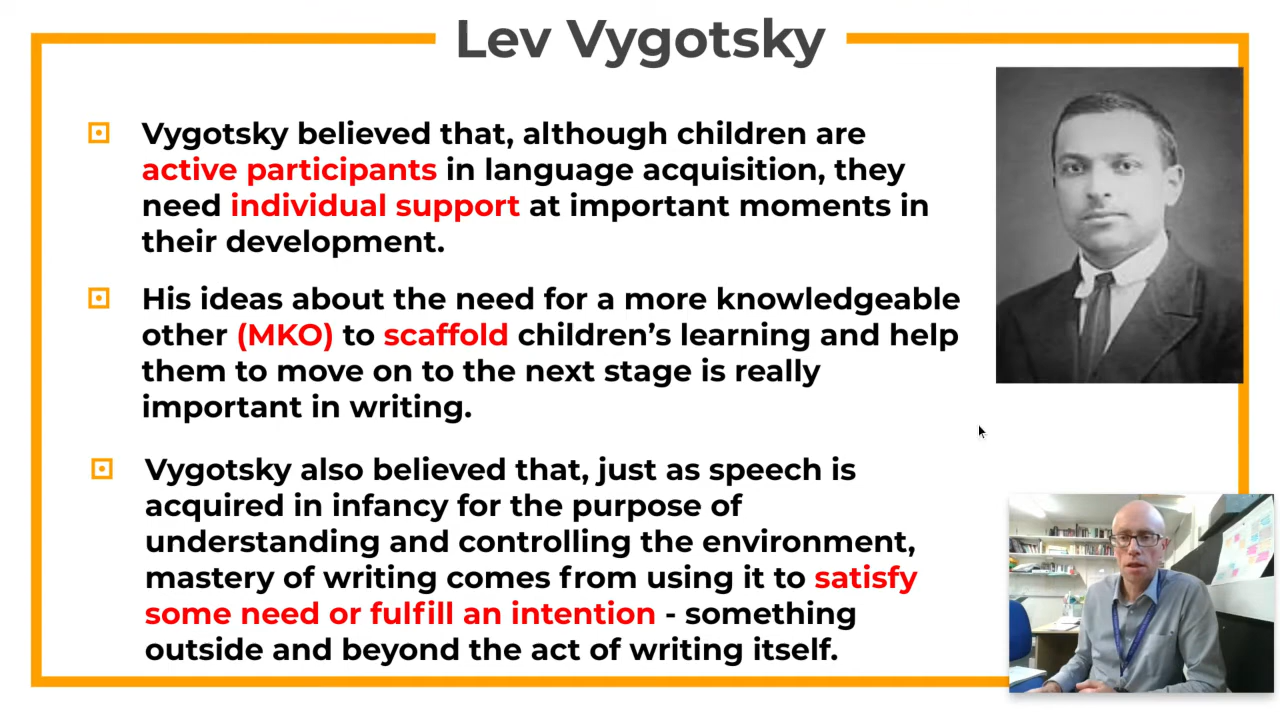 Lev Vygotsky
Vygotsky believed that, although children are
active participants in language acquisition, they
need individual support at important moments in
their development.
His ideas about the need for a more knowledgeable
other (MKO) to scaffold children’s learning and help
them to move on to the next stage is really
important in writing.
Vygotsky also believed that, just as speech is
acquired in infancy for the purpose of
understanding and controlling the environment,
mastery of writing comes from using it to satisfy
some need or fulfill an intention - something
outside and beyond the act of writing itself.